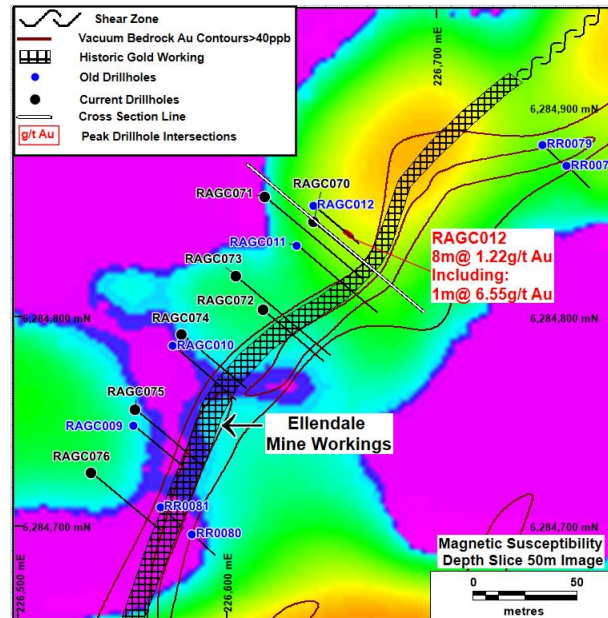 Shear Zone
Vacuum Bedrock Au Contours>40ppb
Historic Gold Working
Old Drillholes
Current Drillholes
Cross Section Line
g/t Au Peak Drillhole Intersections
226,700 mE
6,284,900 mN
RR0079
RR007
RAGC070
RAGC071
RAGC012
RAGC011
RAGC012
8m@ 1.22g/t Au
Including:
1m@ 6.55g/t Au
RAGC073
RAGC072
6,284,800 mN
6,284,800 mN
RAGC074
RAGC010
RAGC075
RAGC009
Ellendale
Mine Workings
RAGC076
RR0081
RR0080
6,284,700 mN
6,284,700 mN
Magnetic Susceptibility
Depth Slice 50m Image
0 50
metres
226,500 mE
226,600 mE